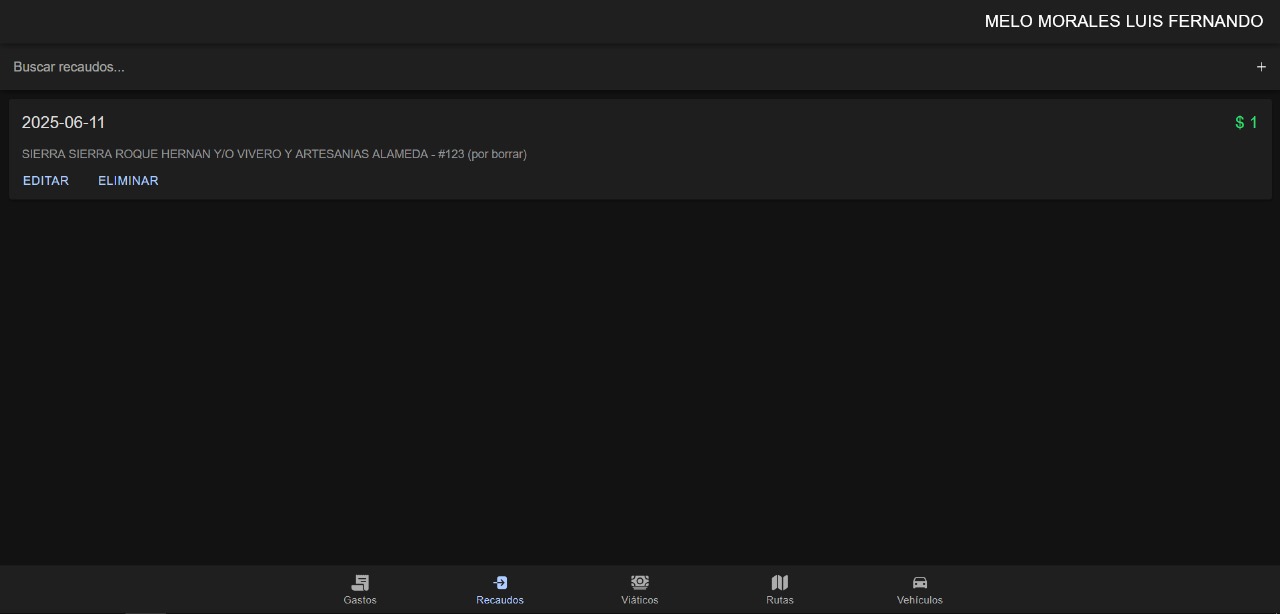 MELO MORALES LUIS FERNANDO
Buscar recaudos...
+
2025-06-11
$ 1
SIERRA SIERRA ROQUE HERNAN Y/O VIVERO Y ARTESANIAS ALAMEDA - #123 (por borrar)
EDITAR ELIMINAR
Gastos Recaudos Viáticos Rutas Vehículos